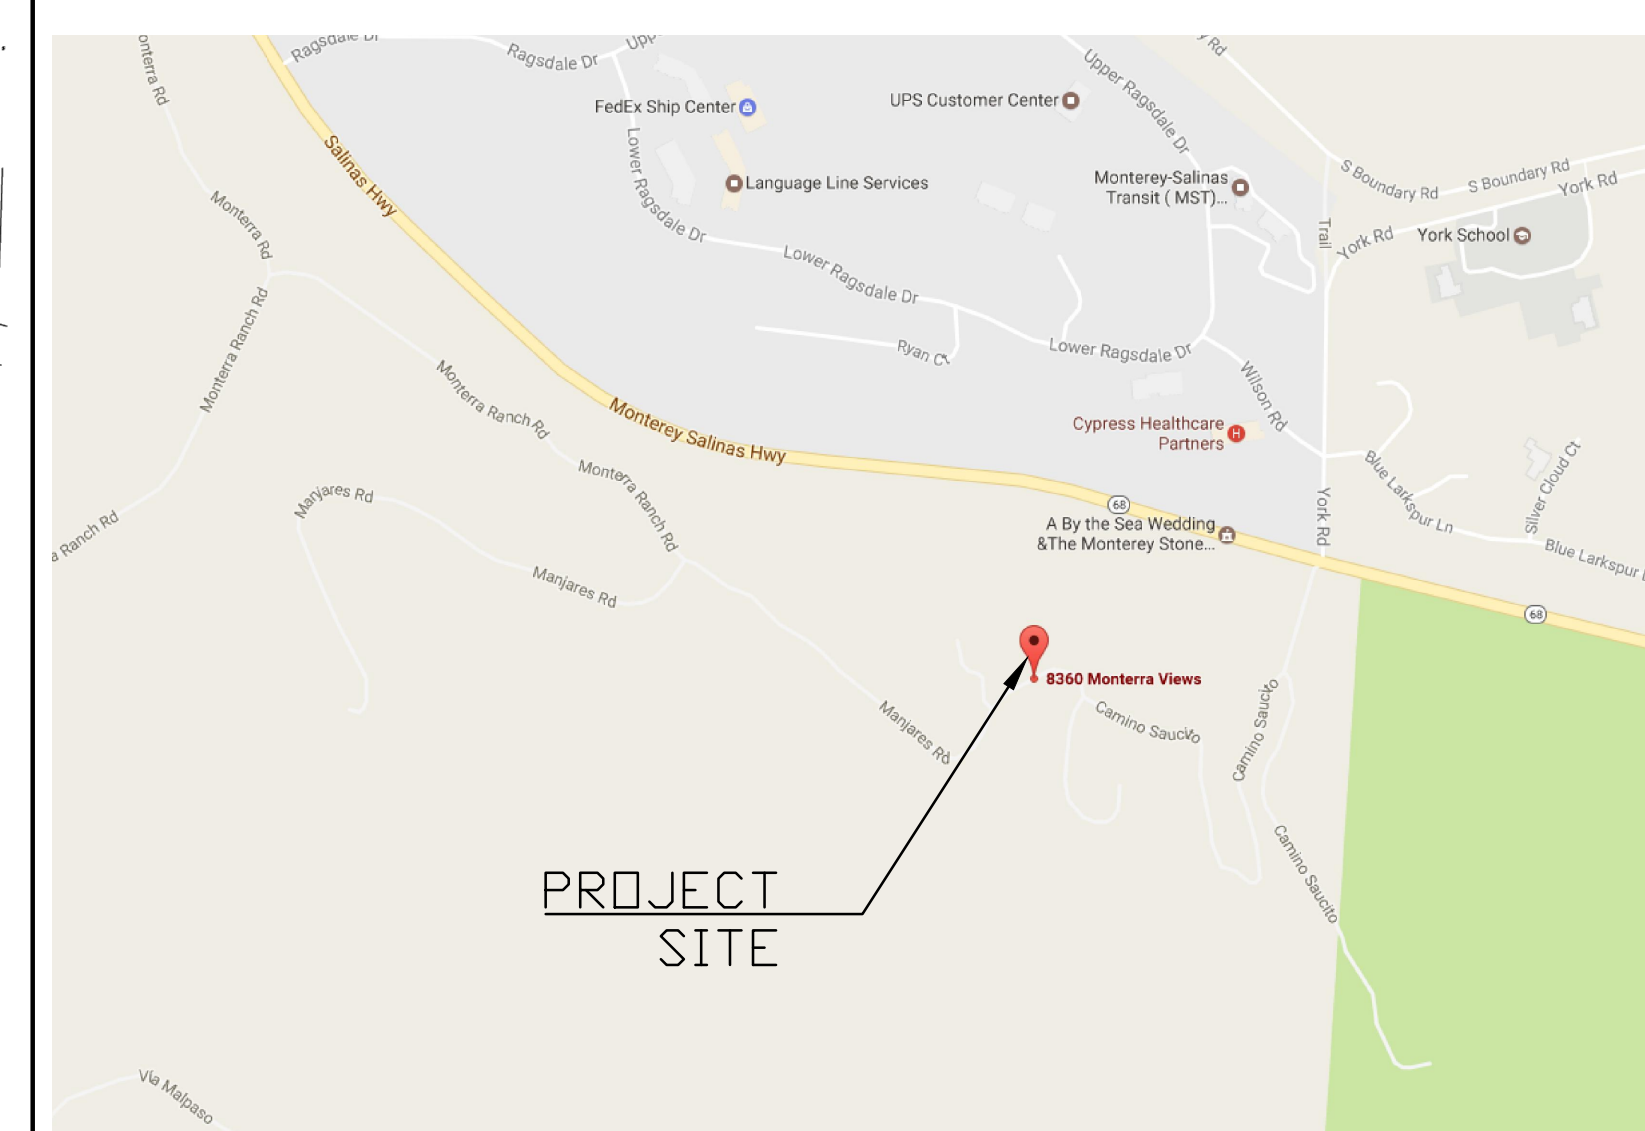 Ragsdale Dr
Ragsdale Dr
Upp
y Rd
onterra Rd
FedEx Ship Center
UPS Customer Center
Upper Ragsdale Dr
Salinas Hwy
Lower Ragsdale Dr
Language Line Services
Monterey-Salinas
Transit ( MST)...
S Boundary Rd
S Boundary Rd
York Rd
Monterra Rd
Trail
York Rd
York School
Lower Ragsdale Dr
Monterra Ranch Rd
Ryan Ct
Lower Ragsdale Dr
Wilson Rd
Monterra Ranch Rd
Monterey Salinas Hwy
Cypress Healthcare
Partners
H
Monterra Ranch Rd
Manjares Rd
Blue Larkspur Ln
Silver Cloud Ct
68
York Rd
a Ranch Rd
A By the Sea Wedding
&The Monterey Stone...
Blue Larkspur L
Manjares Rd
68
8360 Monterra Views
Manjares Rd
Camino Saucito
Camino Saucito
Camino Saucito
PROJECT
SITE
Via Malpaso